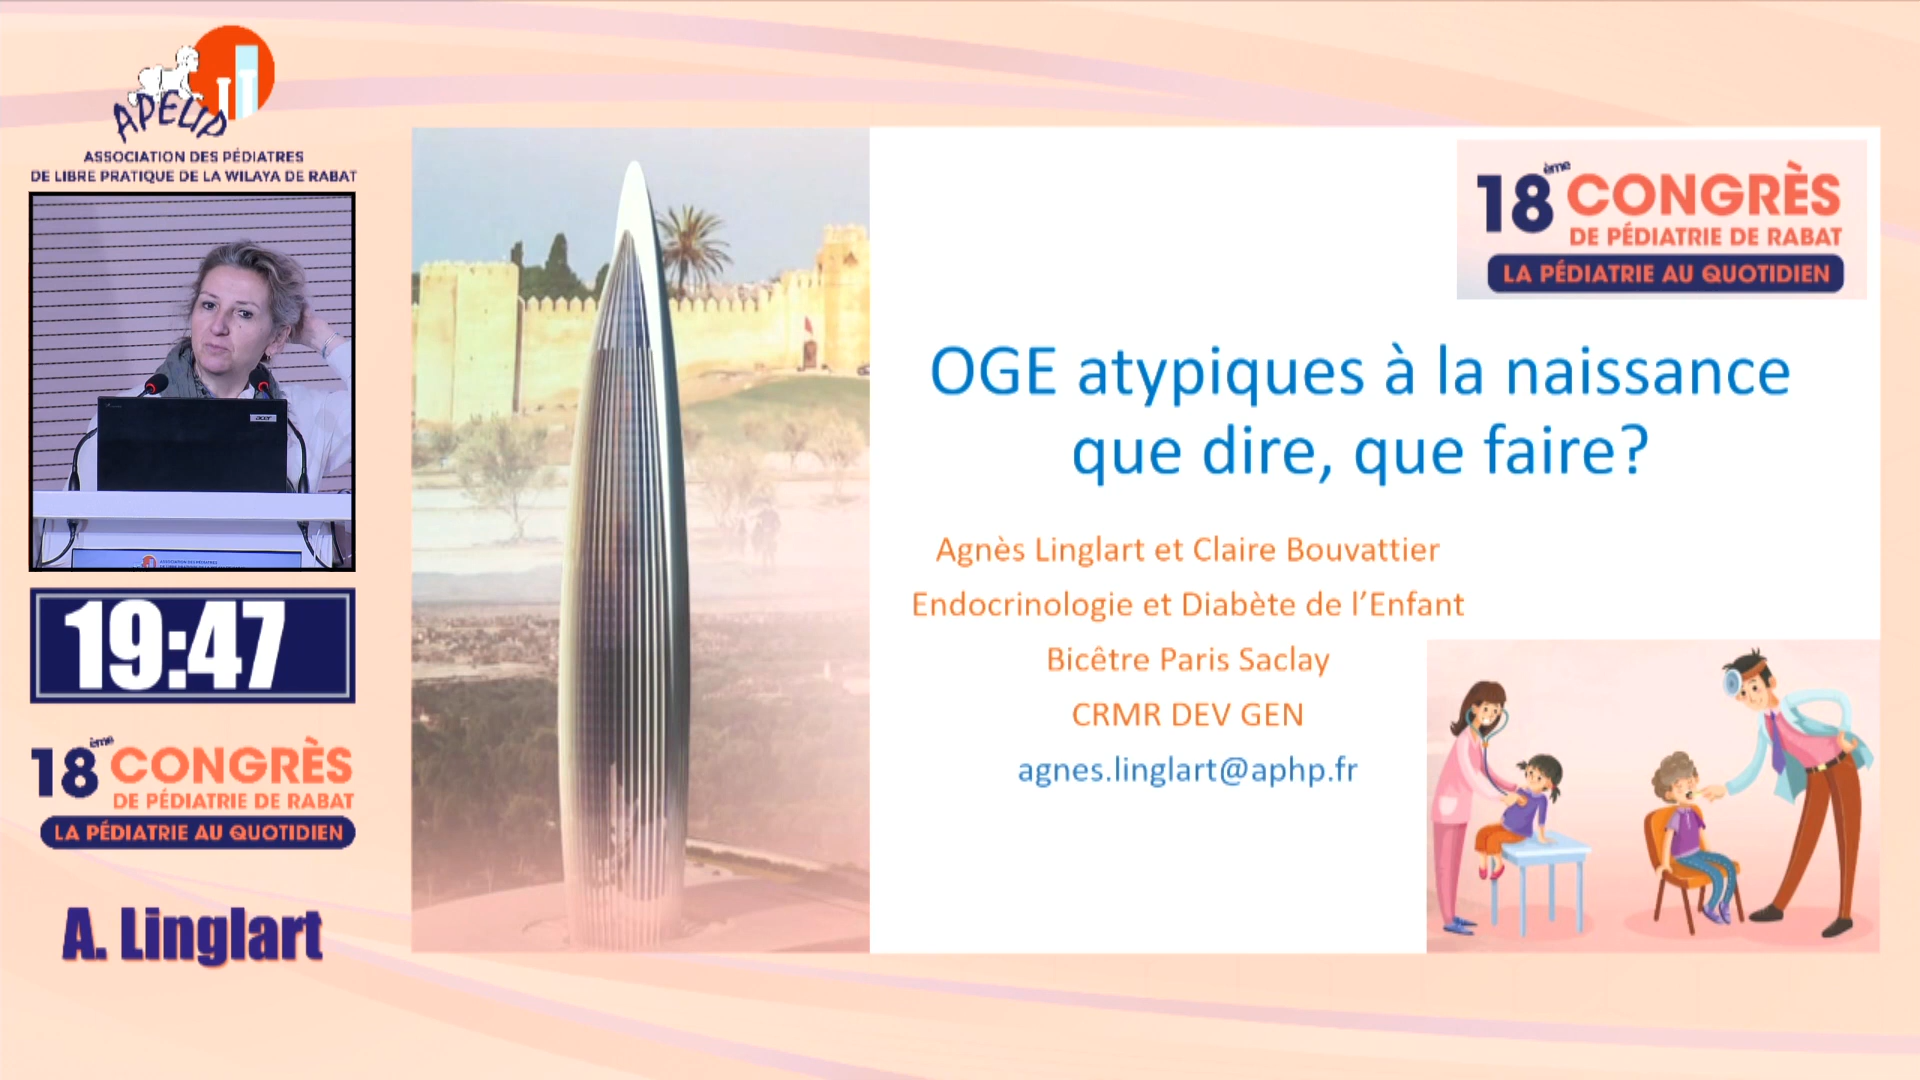 APELIP
ASSOCIATION DES PÉDIATRES
DE LIBRE PRATIQUE DE LA WILAYA DE RABAT
acer
19:47
18ème CONGRÈS
DE PÉDIATRIE DE RABAT
LA PÉDIATRIE AU QUOTIDIEN
A. Linglart
18ème CONGRÈS
DE PÉDIATRIE DE RABAT
LA PÉDIATRIE AU QUOTIDIEN
OGE atypiques à la naissance
que dire, que faire?
Agnès Linglart et Claire Bouvattier
Endocrinologie et Diabète de l’Enfant
Bicêtre Paris Saclay
CRMR DEV GEN
agnes.linglart@aphp.fr